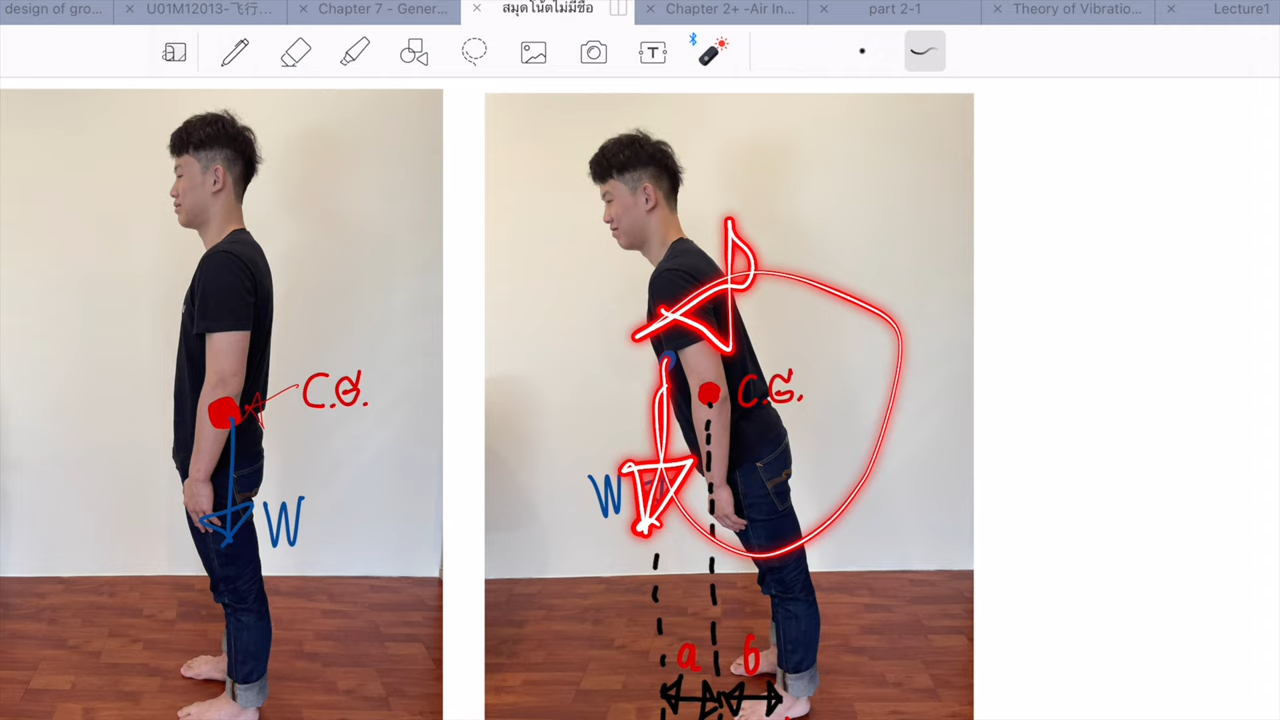 design of gro...
U01M12013-飞行...
Chapter 7 - Gener...
สมุดโน้ตไม่มีชื่อ
Chapter 2+ -Air In...
part 2-1
Theory of Vibratio...
Lecture1
T
C.G.
W
C.G.
W
a
b